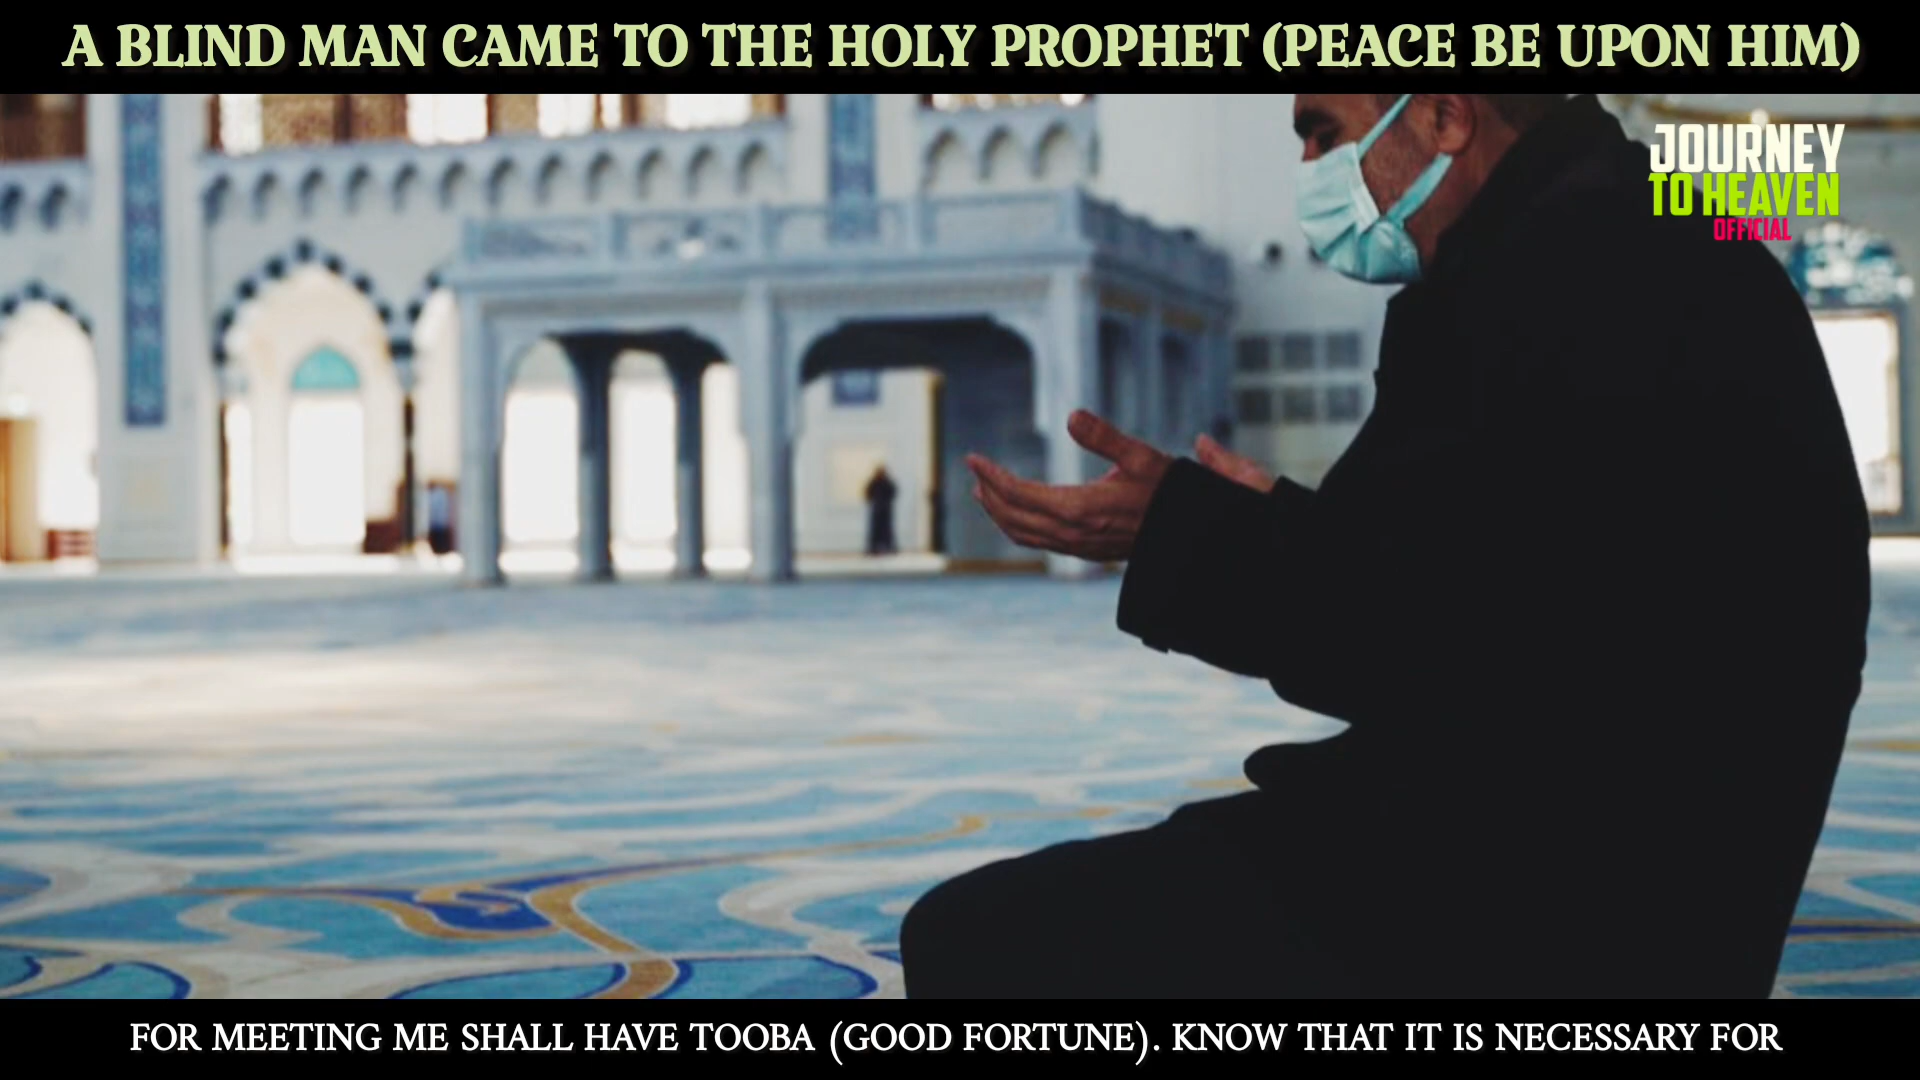 A BLIND MAN CAME TO THE HOLY PROPHET (PEACE BE UPON HIM)
JOURNEY
TO HEAVEN
OFFICIAL
FOR MEETING ME SHALL HAVE TOOBA (GOOD FORTUNE). KNOW THAT IT IS NECESSARY FOR